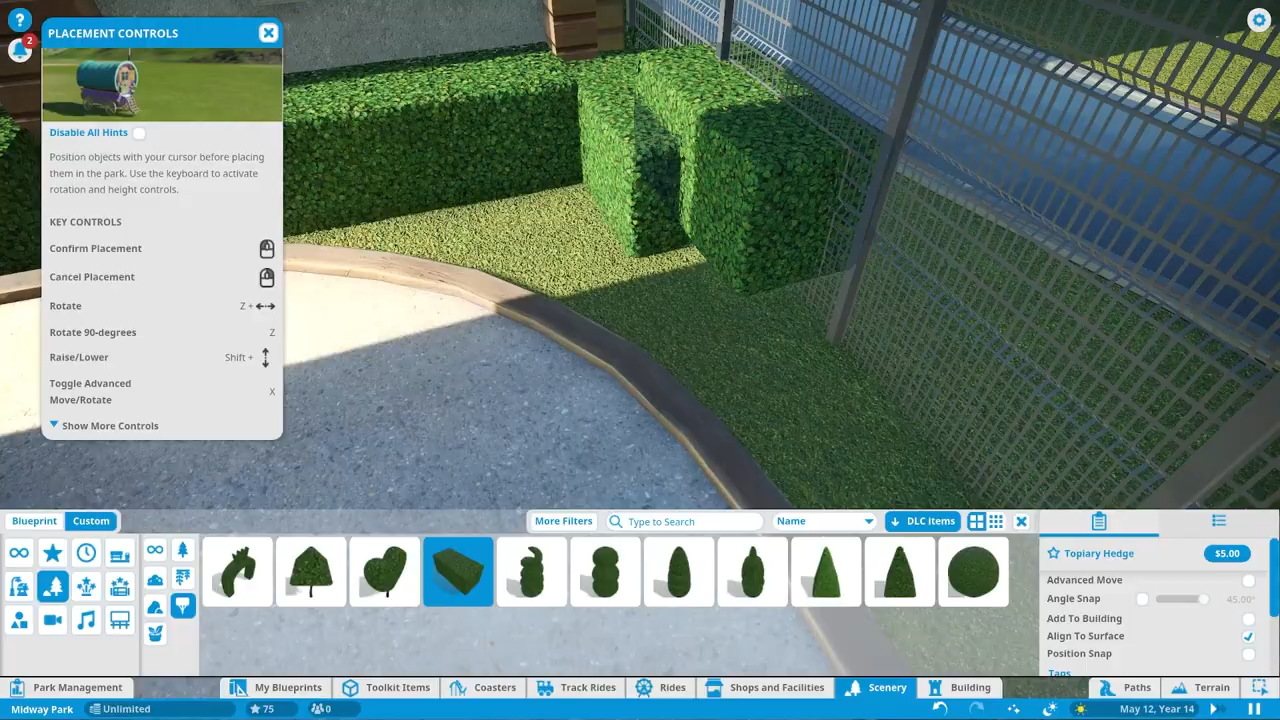 ?
2
PLACEMENT CONTROLS
Disable All Hints
Position objects with your cursor before placing
them in the park. Use the keyboard to activate
rotation and height controls.
KEY CONTROLS
Confirm Placement
Cancel Placement
Rotate Z +
Rotate 90-degrees Z
Raise/Lower Shift +
Toggle Advanced
Move/Rotate X
Show More Controls
Blueprint Custom More Filters Type to Search Name DLC Items
Topiary Hedge $5.00
Advanced Move
Angle Snap 45.00°
Add To Building
Align To Surface
Position Snap
Tags
Park Management My Blueprints Toolkit Items Coasters Track Rides Rides Shops and Facilities Scenery Building Paths Terrain
Midway Park Unlimited 75 0 May 12, Year 14